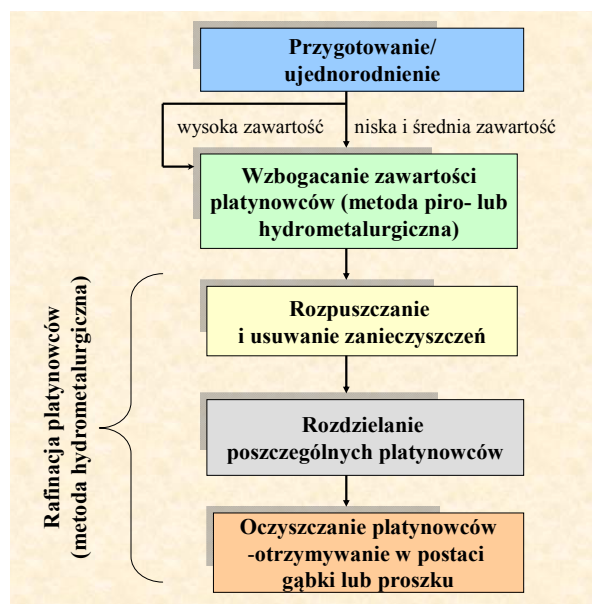 Przygotowanie/
ujednorodnienie
wysoka zawartość
niska i średnia zawartość
Wzbogacanie zawartości
platynowców (metoda piro- lub
hydrometalurgiczna)
Rafinacja platynowców
(metoda hydrometalurgiczna)
Rozpuszczanie
i usuwanie zanieczyszczeń
Rozdzielanie
poszczególnych platynowców
Oczyszczanie platynowców
-otrzymywanie w postaci
gąbki lub proszku